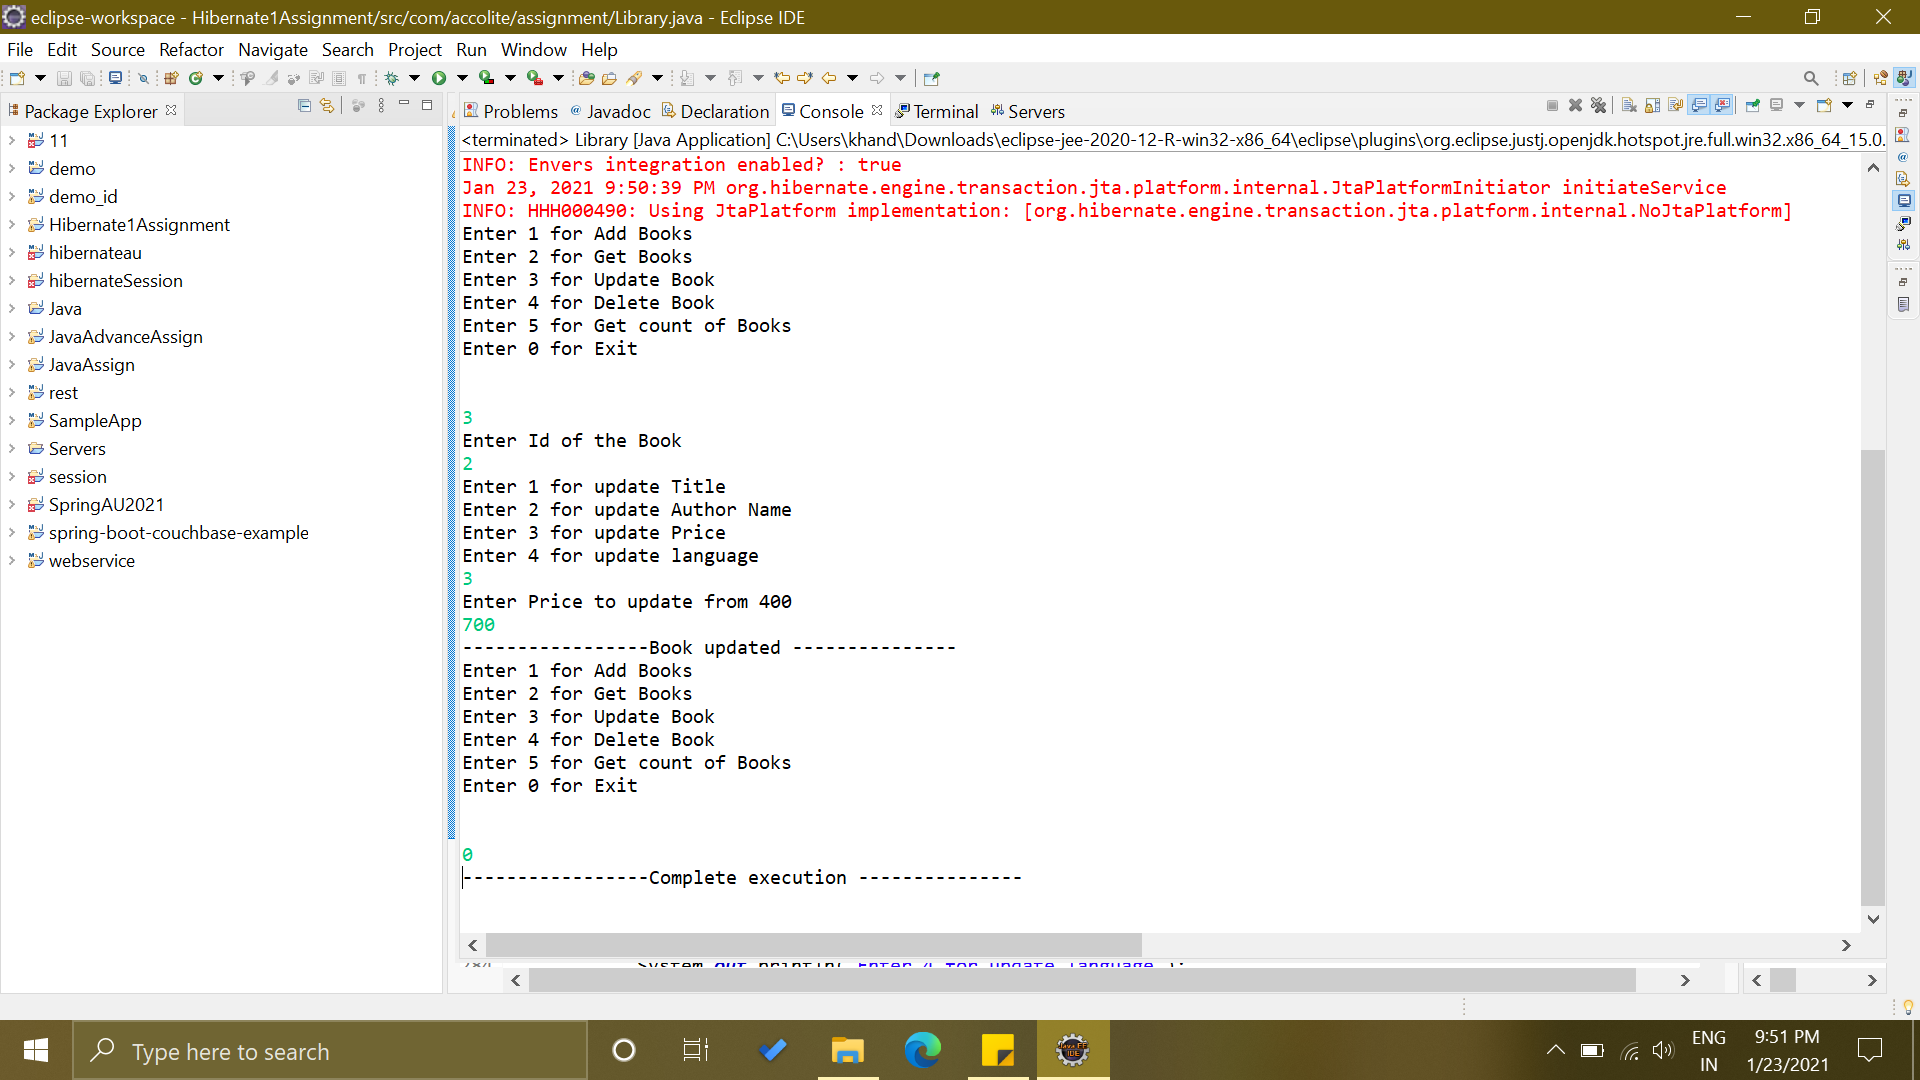 eclipse-workspace - Hibernate1Assignment/src/com/accolite/assignment/Library.java - Eclipse IDE
File Edit Source Refactor Navigate Search Project Run Window Help
Package Explorer
11
demo
demo_id
Hibernate1Assignment
hibernateau
hibernateSession
Java
JavaAdvanceAssign
JavaAssign
rest
SampleApp
Servers
session
SpringAU2021
spring-boot-couchbase-example
webservice
Problems @ Javadoc Declaration Console Terminal Servers
<terminated> Library [Java Application] C:\Users\khand\Downloads\eclipse-jee-2020-12-R-win32-x86_64\eclipse\plugins\org.eclipse.justj.openjdk.hotspot.jre.full.win32.x86_64_15.0.
INFO: Envers integration enabled? : true
Jan 23, 2021 9:50:39 PM org.hibernate.engine.transaction.jta.platform.internal.JtaPlatformInitiator initiateService
INFO: HHH000490: Using JtaPlatform implementation: [org.hibernate.engine.transaction.jta.platform.internal.NoJtaPlatform]
Enter 1 for Add Books
Enter 2 for Get Books
Enter 3 for Update Book
Enter 4 for Delete Book
Enter 5 for Get count of Books
Enter 0 for Exit
3
Enter Id of the Book
2
Enter 1 for update Title
Enter 2 for update Author Name
Enter 3 for update Price
Enter 4 for update language
3
Enter Price to update from 400
700
-----------------Book updated ---------------
Enter 1 for Add Books
Enter 2 for Get Books
Enter 3 for Update Book
Enter 4 for Delete Book
Enter 5 for Get count of Books
Enter 0 for Exit
0
-----------------Complete execution ---------------
System.out.println("Enter 4 for update language");
Type here to search
Java EE
IDE
ENG
IN
9:51 PM
1/23/2021